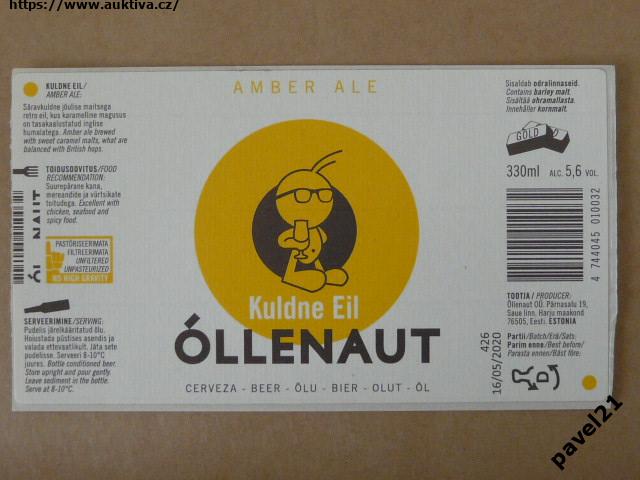 https://www.auktiva.cz/
KULDNE EIL/
AMBER ALE:
Säravkuldne jõulise maitsega
retro eil, kus karamelline magusus
on tasakaalustatud inglise
humalatega. Amber ale brewed
with sweet caramel malts, what are
balanced with British hops.
TOIDUSOOVITUS/FOOD
RECOMMENDATION:
Suurepärane kana,
mereandide ja vürtsikate
toitudega. Excellent with
chicken, seafood and
spicy food.
PASTÖRISEERIMATA
FILTREERIMATA
UNFILTERED
UNPASTEURIZED
NO HIGH GRAVITY
SERVEERIMINE/SERVING:
Pudelis järelkääritatud õlu.
Hoiustada püstises asendis ja
valada ettevaatlikult. Jäta sete
pudelisse. Serveeri 8-10°C
juures. Bottle conditioned beer.
Store upright and pour gently.
Leave sediment in the bottle.
Serve at 8-10°C.
AMBER ALE
Kuldne Eil
ÓLLENAUT
CERVEZA - BEER - ÕLU - BIER - OLUT - ÖL
Sisaldab odralinnaseid.
Contains barley malt.
Sisältää ohramallasta.
Innehåller kornmalt.
GOLD
330ml ALC. 5,6 VOL.
4 744045 010032
TOOTJA / PRODUCER:
Õllenaut OÜ. Pärnasalu 19,
Saue linn, Harju maakond
76505, Eesti. ESTONIA
Partii/Batch/Erä/Sats:
Parim enne/Best before/
Parasta ennen/Bäst före:
426
16/05/2020
pavel21